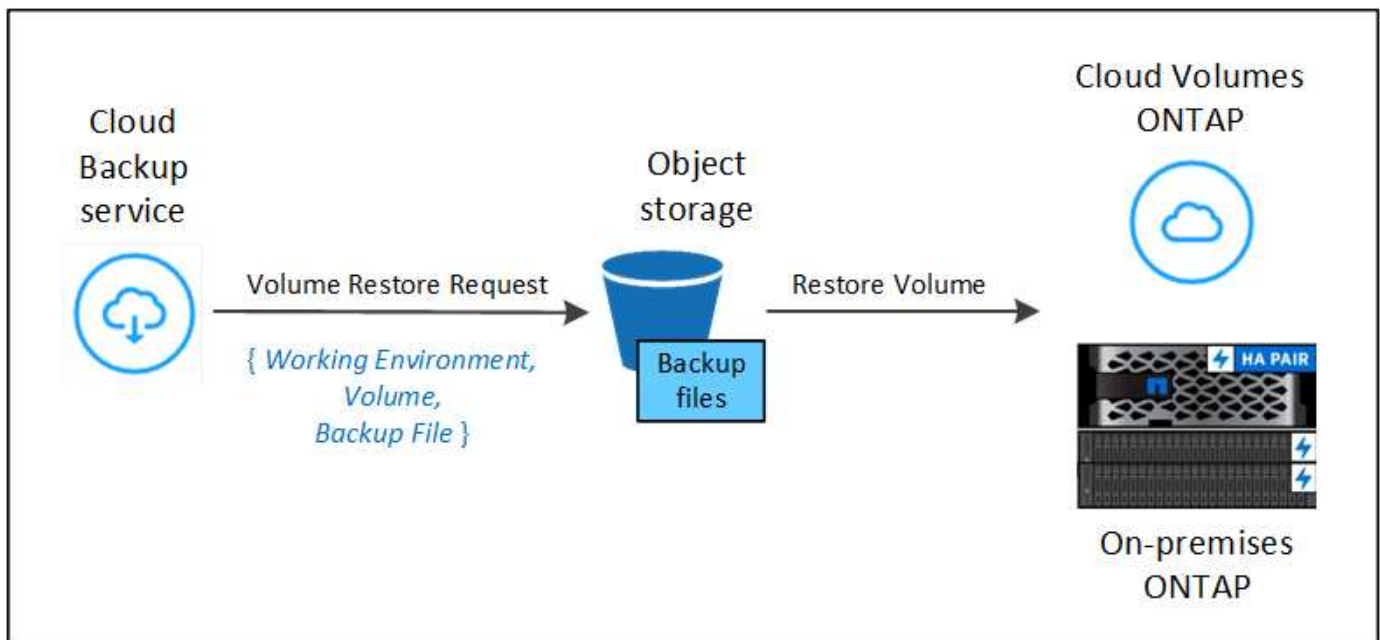 Cloud
Backup
service
Volume Restore Request
{ Working Environment,
Volume,
Backup File }
Object
storage
Backup
files
Restore Volume
Cloud Volumes
ONTAP
HA PAIR
On-premises
ONTAP